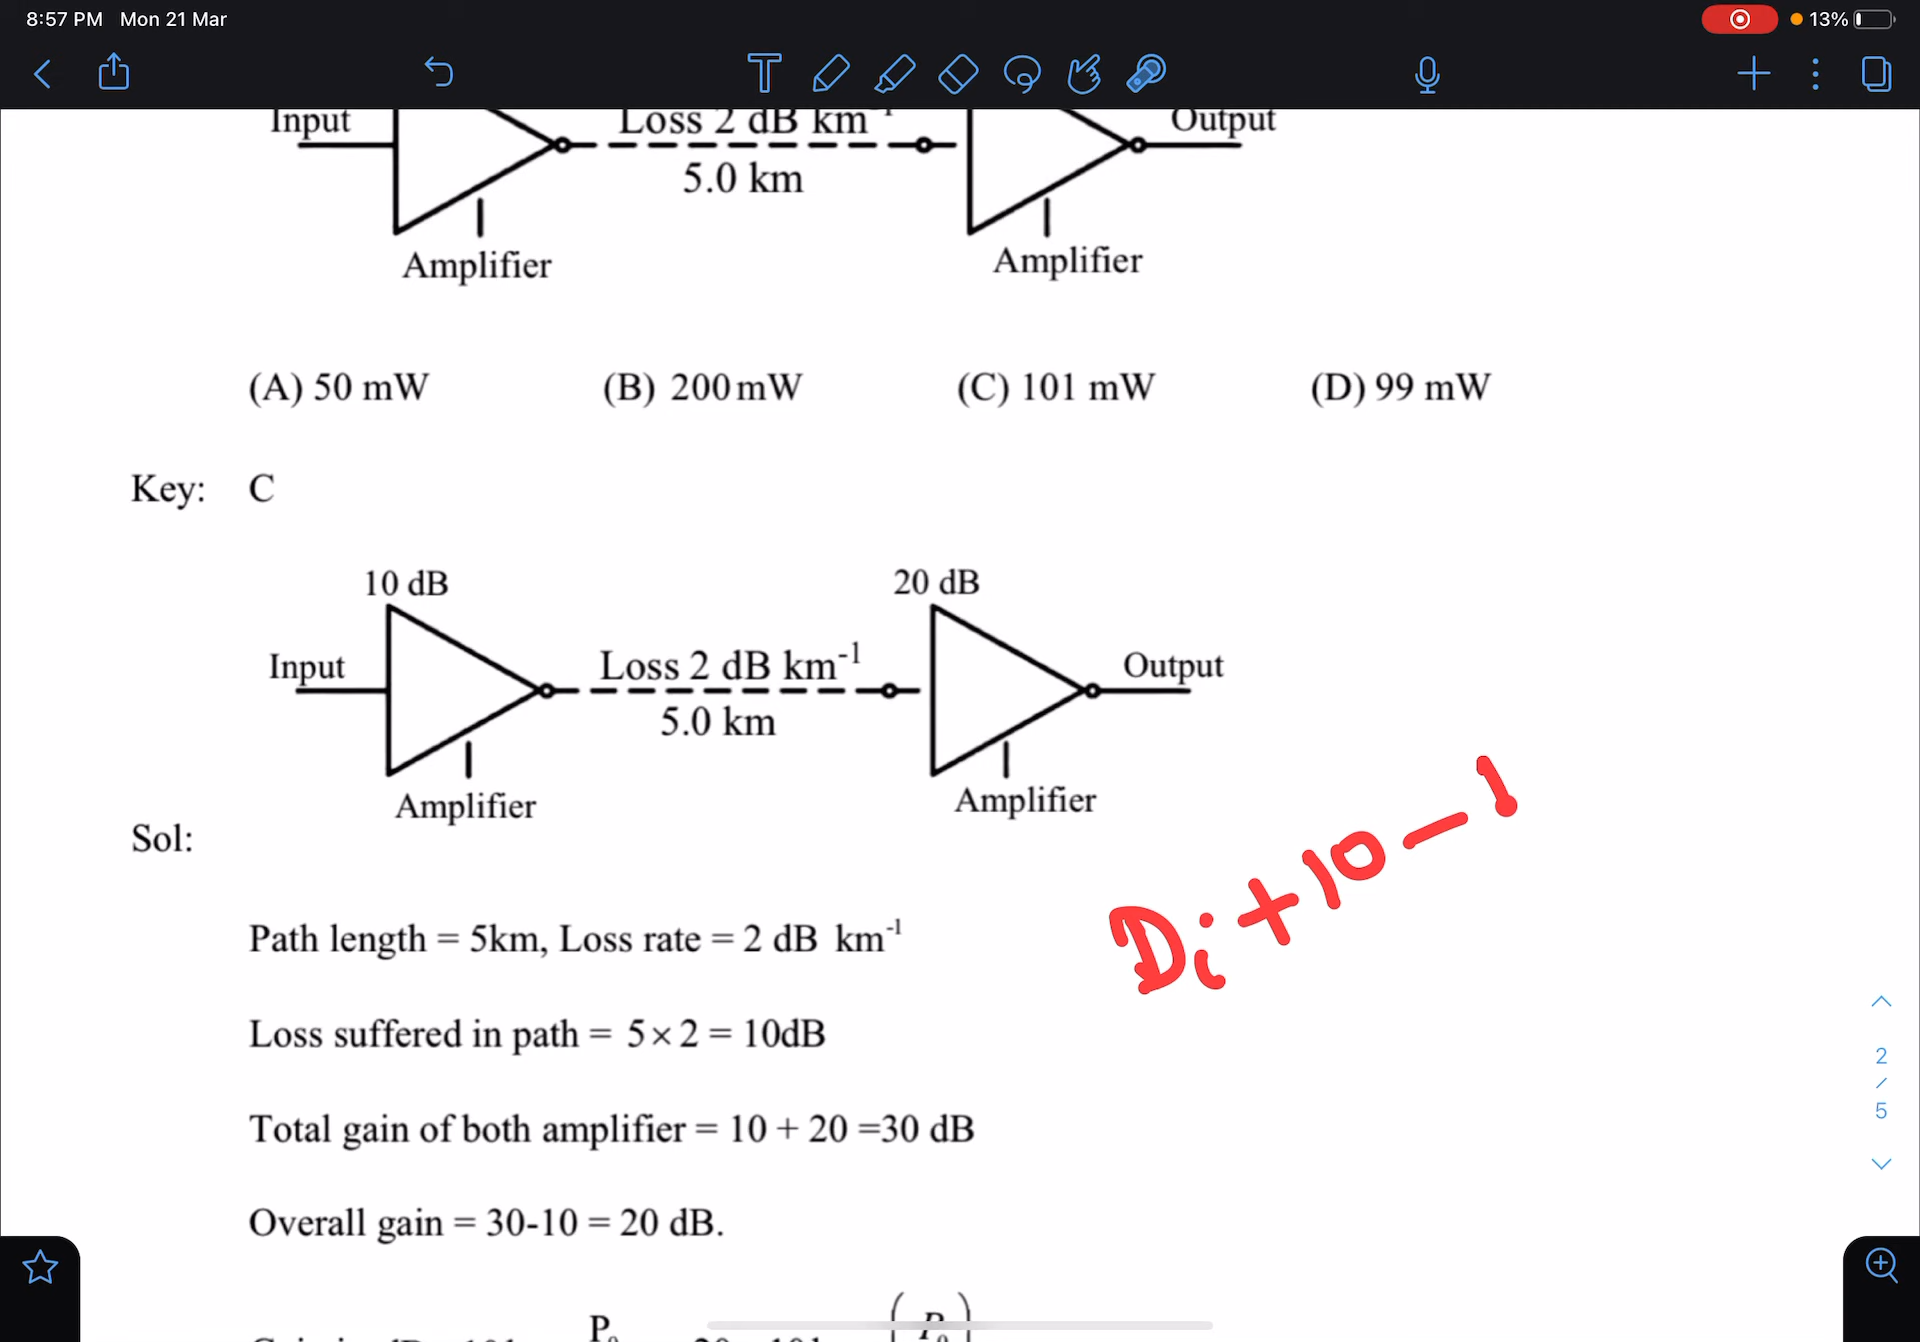 8:57 PM Mon 21 Mar
13%
Input
Loss 2 dB km
Output
5.0 km
Amplifier
Amplifier
(A) 50 mW (B) 200 mW (C) 101 mW (D) 99 mW
Key: C
10 dB
20 dB
Input
Loss 2 dB km⁻¹
Output
5.0 km
Amplifier
Amplifier
Sol:
Di + 10 - 1
Path length = 5km, Loss rate = 2 dB km⁻¹
Loss suffered in path = 5 × 2 = 10dB
2
/
5
Total gain of both amplifier = 10 + 20 =30 dB
Overall gain = 30-10 = 20 dB.